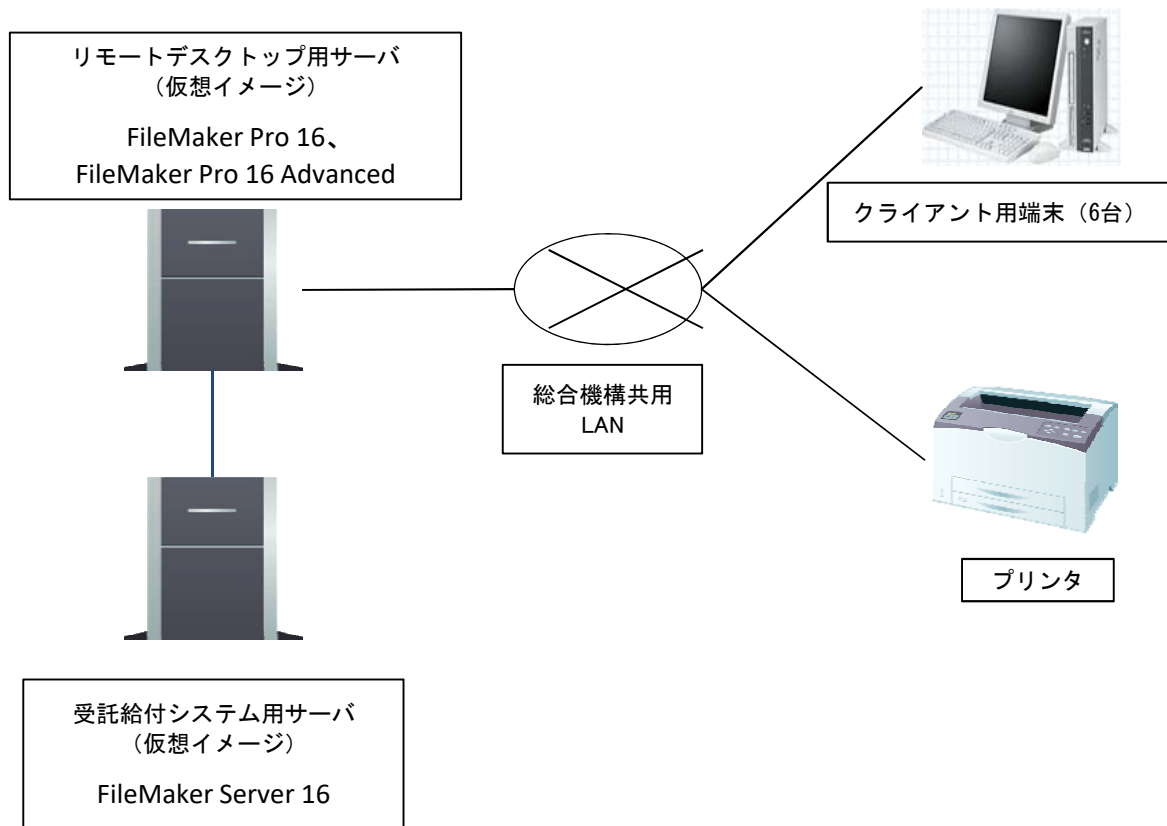 リモートデスクトップ用サーバ
（仮想イメージ）
FileMaker Pro 16、
FileMaker Pro 16 Advanced
クライアント用端末（6台）
総合機構共用
LAN
プリンタ
受託給付システム用サーバ
（仮想イメージ）
FileMaker Server 16